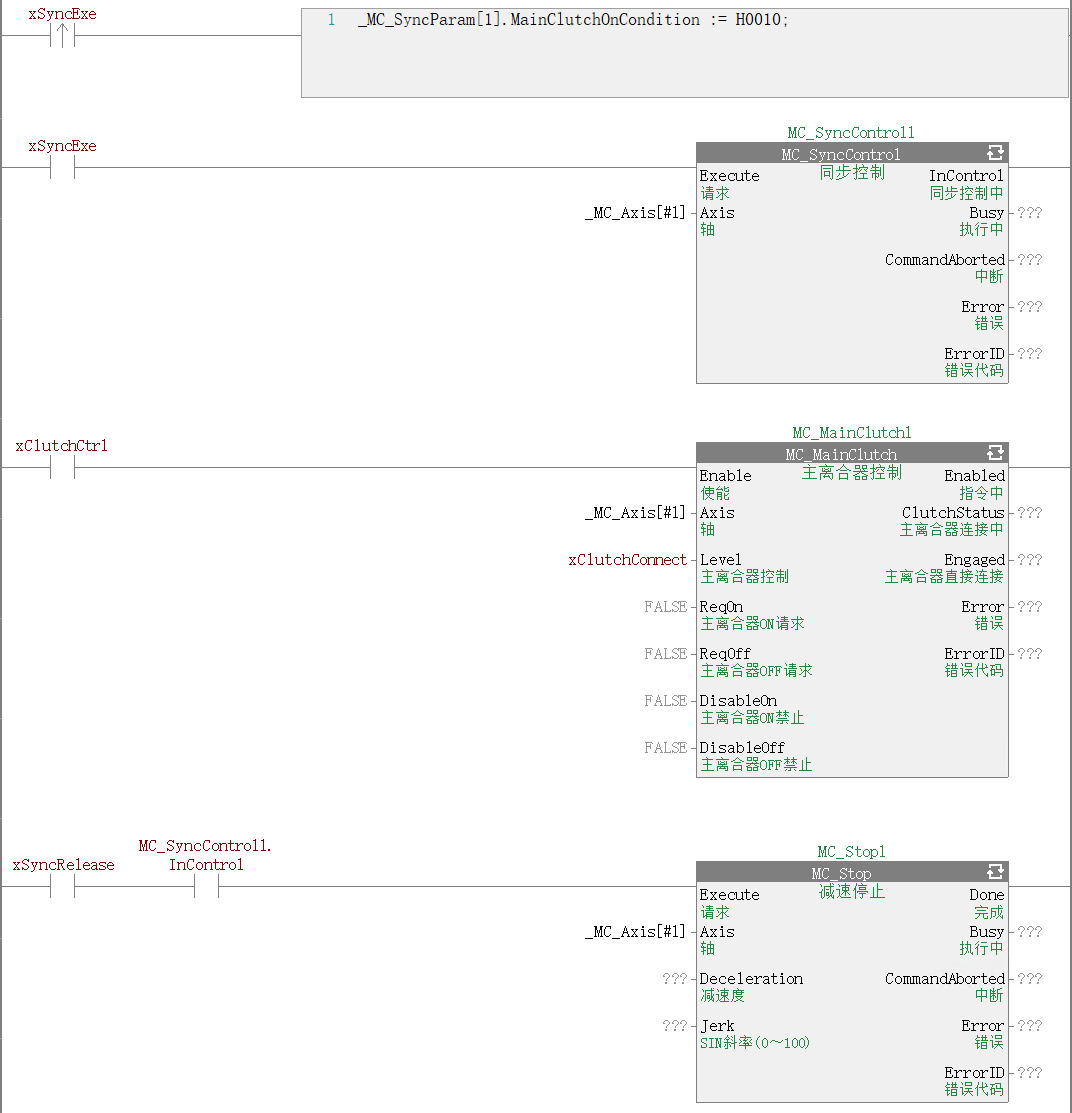 xSyncExe
1 _MC_SyncParam[1].MainClutchOnCondition := H0010;
xSyncExe
MC_SyncControl1
MC_SyncControl
同步控制
Execute
InControl
请求
同步控制中
_MC_Axis[#1]
Axis
Busy
???
轴
执行中
CommandAborted
???
中断
Error
???
错误
ErrorID
???
错误代码
xClutchCtrl
MC_MainClutch1
MC_MainClutch
主离合器控制
Enable
Enabled
使能
指令中
_MC_Axis[#1]
Axis
ClutchStatus
???
轴
主离合器连接中
xClutchConnect
Level
Engaged
???
主离合器控制
主离合器直接连接
FALSE
ReqOn
Error
???
主离合器ON请求
错误
FALSE
ReqOff
ErrorID
???
主离合器OFF请求
错误代码
FALSE
DisableOn
主离合器ON禁止
FALSE
DisableOff
主离合器OFF禁止
xSyncRelease
MC_SyncControl1.
InControl
MC_Stop1
MC_Stop
减速停止
Execute
Done
请求
完成
_MC_Axis[#1]
Axis
Busy
???
轴
执行中
???
Deceleration
CommandAborted
???
减速度
中断
???
Jerk
Error
???
SIN斜率(0～100)
错误
ErrorID
???
错误代码